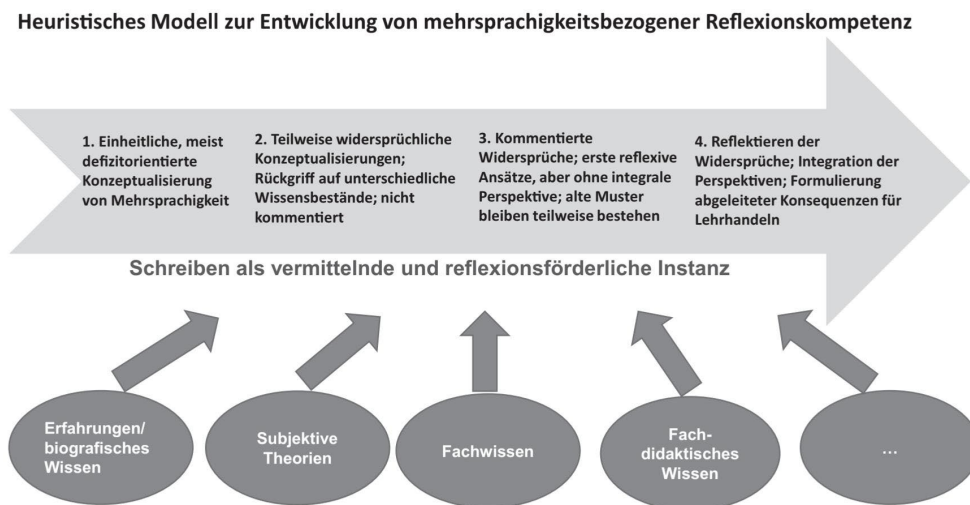 Heuristisches Modell zur Entwicklung von mehrsprachigkeitsbezogener Reflexionskompetenz
1. Einheitliche, meist
defizitorientierte
Konzeptualisierung
von Mehrsprachigkeit
2. Teilweise widersprüchliche
Konzeptualisierungen;
Rückgriff auf unterschiedliche
Wissensbestände; nicht
kommentiert
3. Kommentierte
Widersprüche; erste reflexive
Ansätze, aber ohne integrale
Perspektive; alte Muster
bleiben teilweise bestehen
4. Reflektieren der
Widersprüche; Integration der
Perspektiven; Formulierung
abgeleiteter Konsequenzen für
Lehrhandeln
Schreiben als vermittelnde und reflexionsförderliche Instanz
Erfahrungen/
biografisches
Wissen
Subjektive
Theorien
Fachwissen
Fach-
didaktisches
Wissen
...